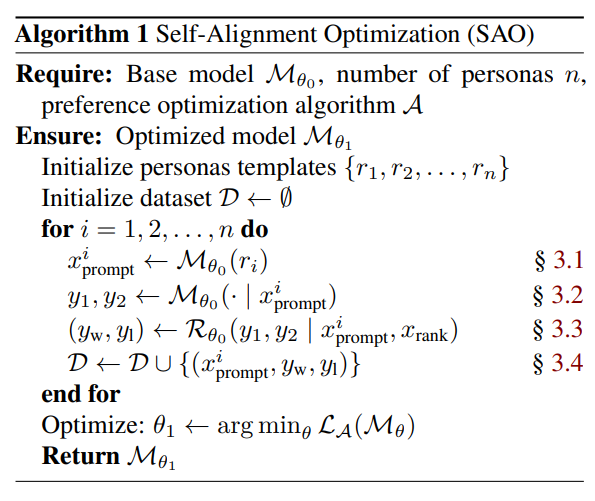 Algorithm 1 Self-Alignment Optimization (SAO)
Require: Base model $\mathcal{M}_{\theta_0}$, number of personas $n$,
preference optimization algorithm $\mathcal{A}$
Ensure: Optimized model $\mathcal{M}_{\theta_1}$
Initialize personas templates $\{r_1, r_2, \ldots, r_n\}$
Initialize dataset $\mathcal{D} \leftarrow \emptyset$
for $i = 1, 2, \ldots, n$ do
$x^i_{\text{prompt}} \leftarrow \mathcal{M}_{\theta_0}(r_i)$ § 3.1
$y_1, y_2 \leftarrow \mathcal{M}_{\theta_0}(\cdot \mid x^i_{\text{prompt}})$ § 3.2
$(y_{\text{w}}, y_{\text{l}}) \leftarrow \mathcal{R}_{\theta_0}(y_1, y_2 \mid x^i_{\text{prompt}}, x_{\text{rank}})$ § 3.3
$\mathcal{D} \leftarrow \mathcal{D} \cup \{(x^i_{\text{prompt}}, y_{\text{w}}, y_{\text{l}})\}$ § 3.4
end for
Optimize: $\theta_1 \leftarrow \arg\min_\theta \mathcal{L}_{\mathcal{A}}(\mathcal{M}_\theta)$
Return $\mathcal{M}_{\theta_1}$